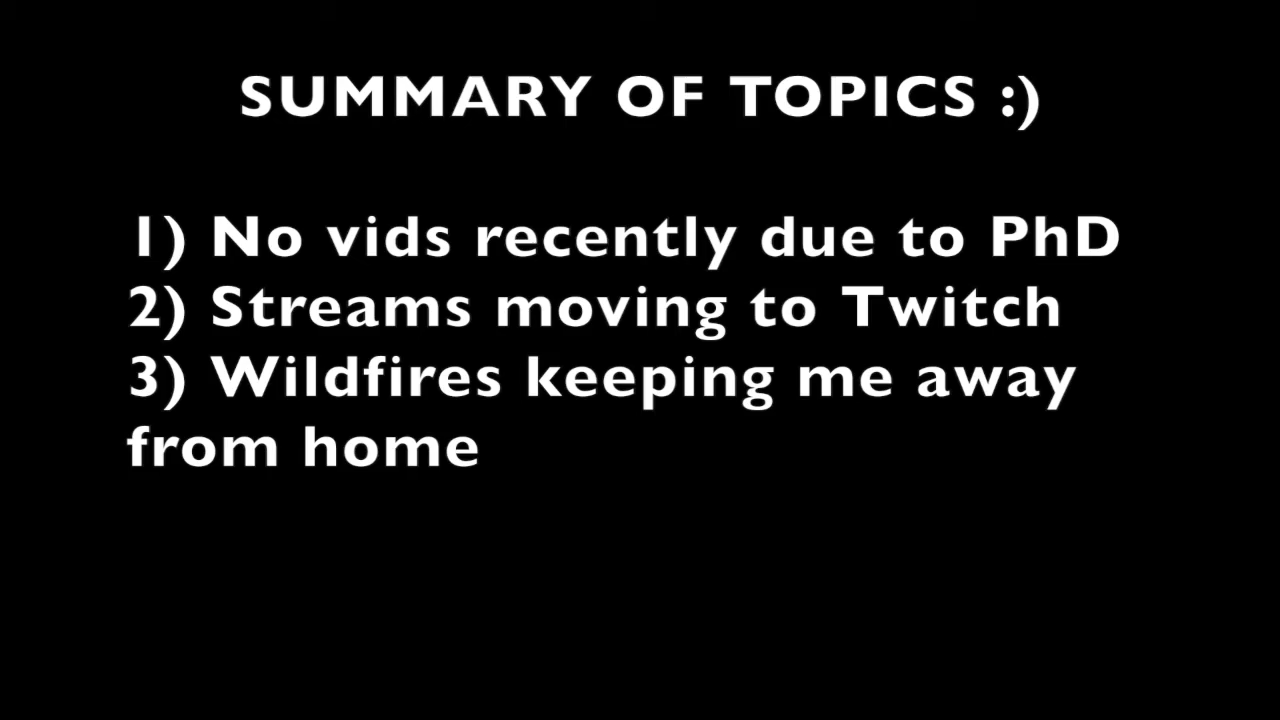 SUMMARY OF TOPICS :)
1) No vids recently due to PhD
2) Streams moving to Twitch
3) Wildfires keeping me away
from home